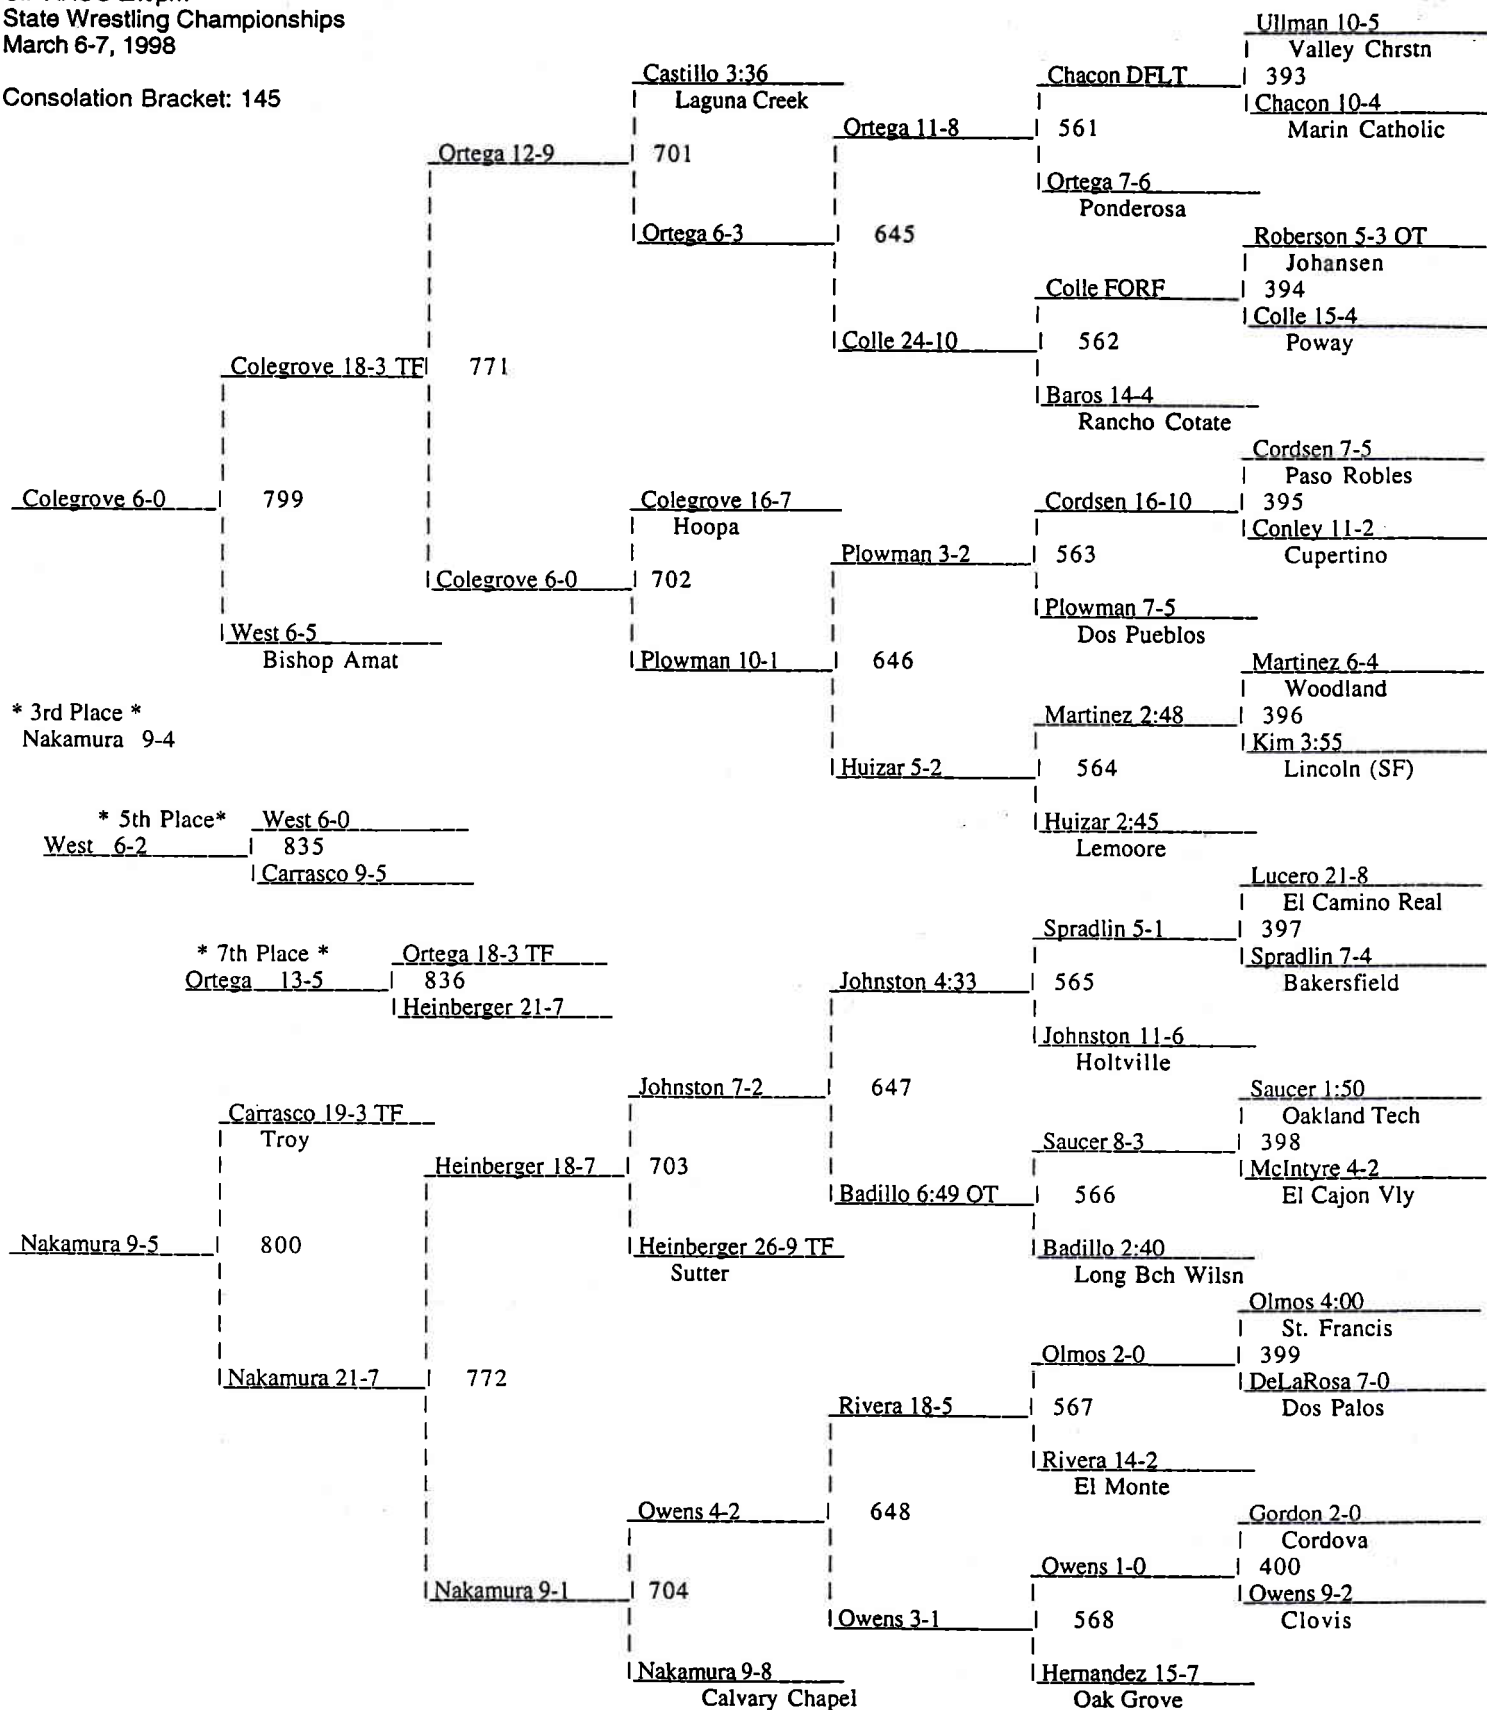 State Wrestling Championships
March 6-7, 1998
Consolation Bracket: 145
Ullman 10-5
Valley Chrstn
393
Chacon 10-4
Marin Catholic
Chacon DFLT
561
Ortega 7-6
Ponderosa
Castillo 3:36
Laguna Creek
701
Ortega 6-3
Ortega 11-8
645
Colle 24-10
Ortega 12-9
Roberson 5-3 OT
Johansen
394
Colle 15-4
Poway
Colle FORF
562
Baros 14-4
Rancho Cotate
Colegrove 18-3 TF
771
Colegrove 6-0
799
West 6-5
Bishop Amat
Colegrove 16-7
Hoopa
702
Plowman 10-1
Colegrove 6-0
Cordsen 7-5
Paso Robles
395
Conley 11-2
Cupertino
Cordsen 16-10
563
Plowman 7-5
Dos Pueblos
Plowman 3-2
646
Huizar 5-2
Martinez 6-4
Woodland
396
Kim 3:55
Lincoln (SF)
Martinez 2:48
564
Huizar 2:45
Lemoore
* 3rd Place *
Nakamura 9-4
* 5th Place*
West 6-2
West 6-0
835
Carrasco 9-5
* 7th Place *
Ortega 13-5
Ortega 18-3 TF
836
Heinberger 21-7
Lucero 21-8
El Camino Real
397
Spradlin 7-4
Bakersfield
Spradlin 5-1
565
Johnston 11-6
Holtville
Johnston 4:33
647
Badillo 6:49 OT
Saucer 1:50
Oakland Tech
398
McIntyre 4-2
El Cajon Vly
Saucer 8-3
566
Badillo 2:40
Long Bch Wilsn
Johnston 7-2
703
Heinberger 26-9 TF
Sutter
Carrasco 19-3 TF
Troy
Heinberger 18-7
Nakamura 9-5
800
Nakamura 21-7
772
Nakamura 9-1
Olmos 4:00
St. Francis
399
DeLaRosa 7-0
Dos Palos
Olmos 2-0
567
Rivera 14-2
El Monte
Rivera 18-5
648
Owens 3-1
Owens 4-2
704
Nakamura 9-8
Calvary Chapel
Gordon 2-0
Cordova
400
Owens 9-2
Clovis
Owens 1-0
568
Hernandez 15-7
Oak Grove